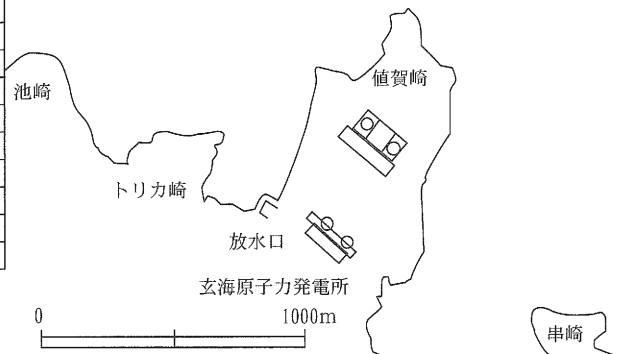 値賀崎
池崎
トリカ崎
放水口
玄海原子力発電所
0 1000m
串崎